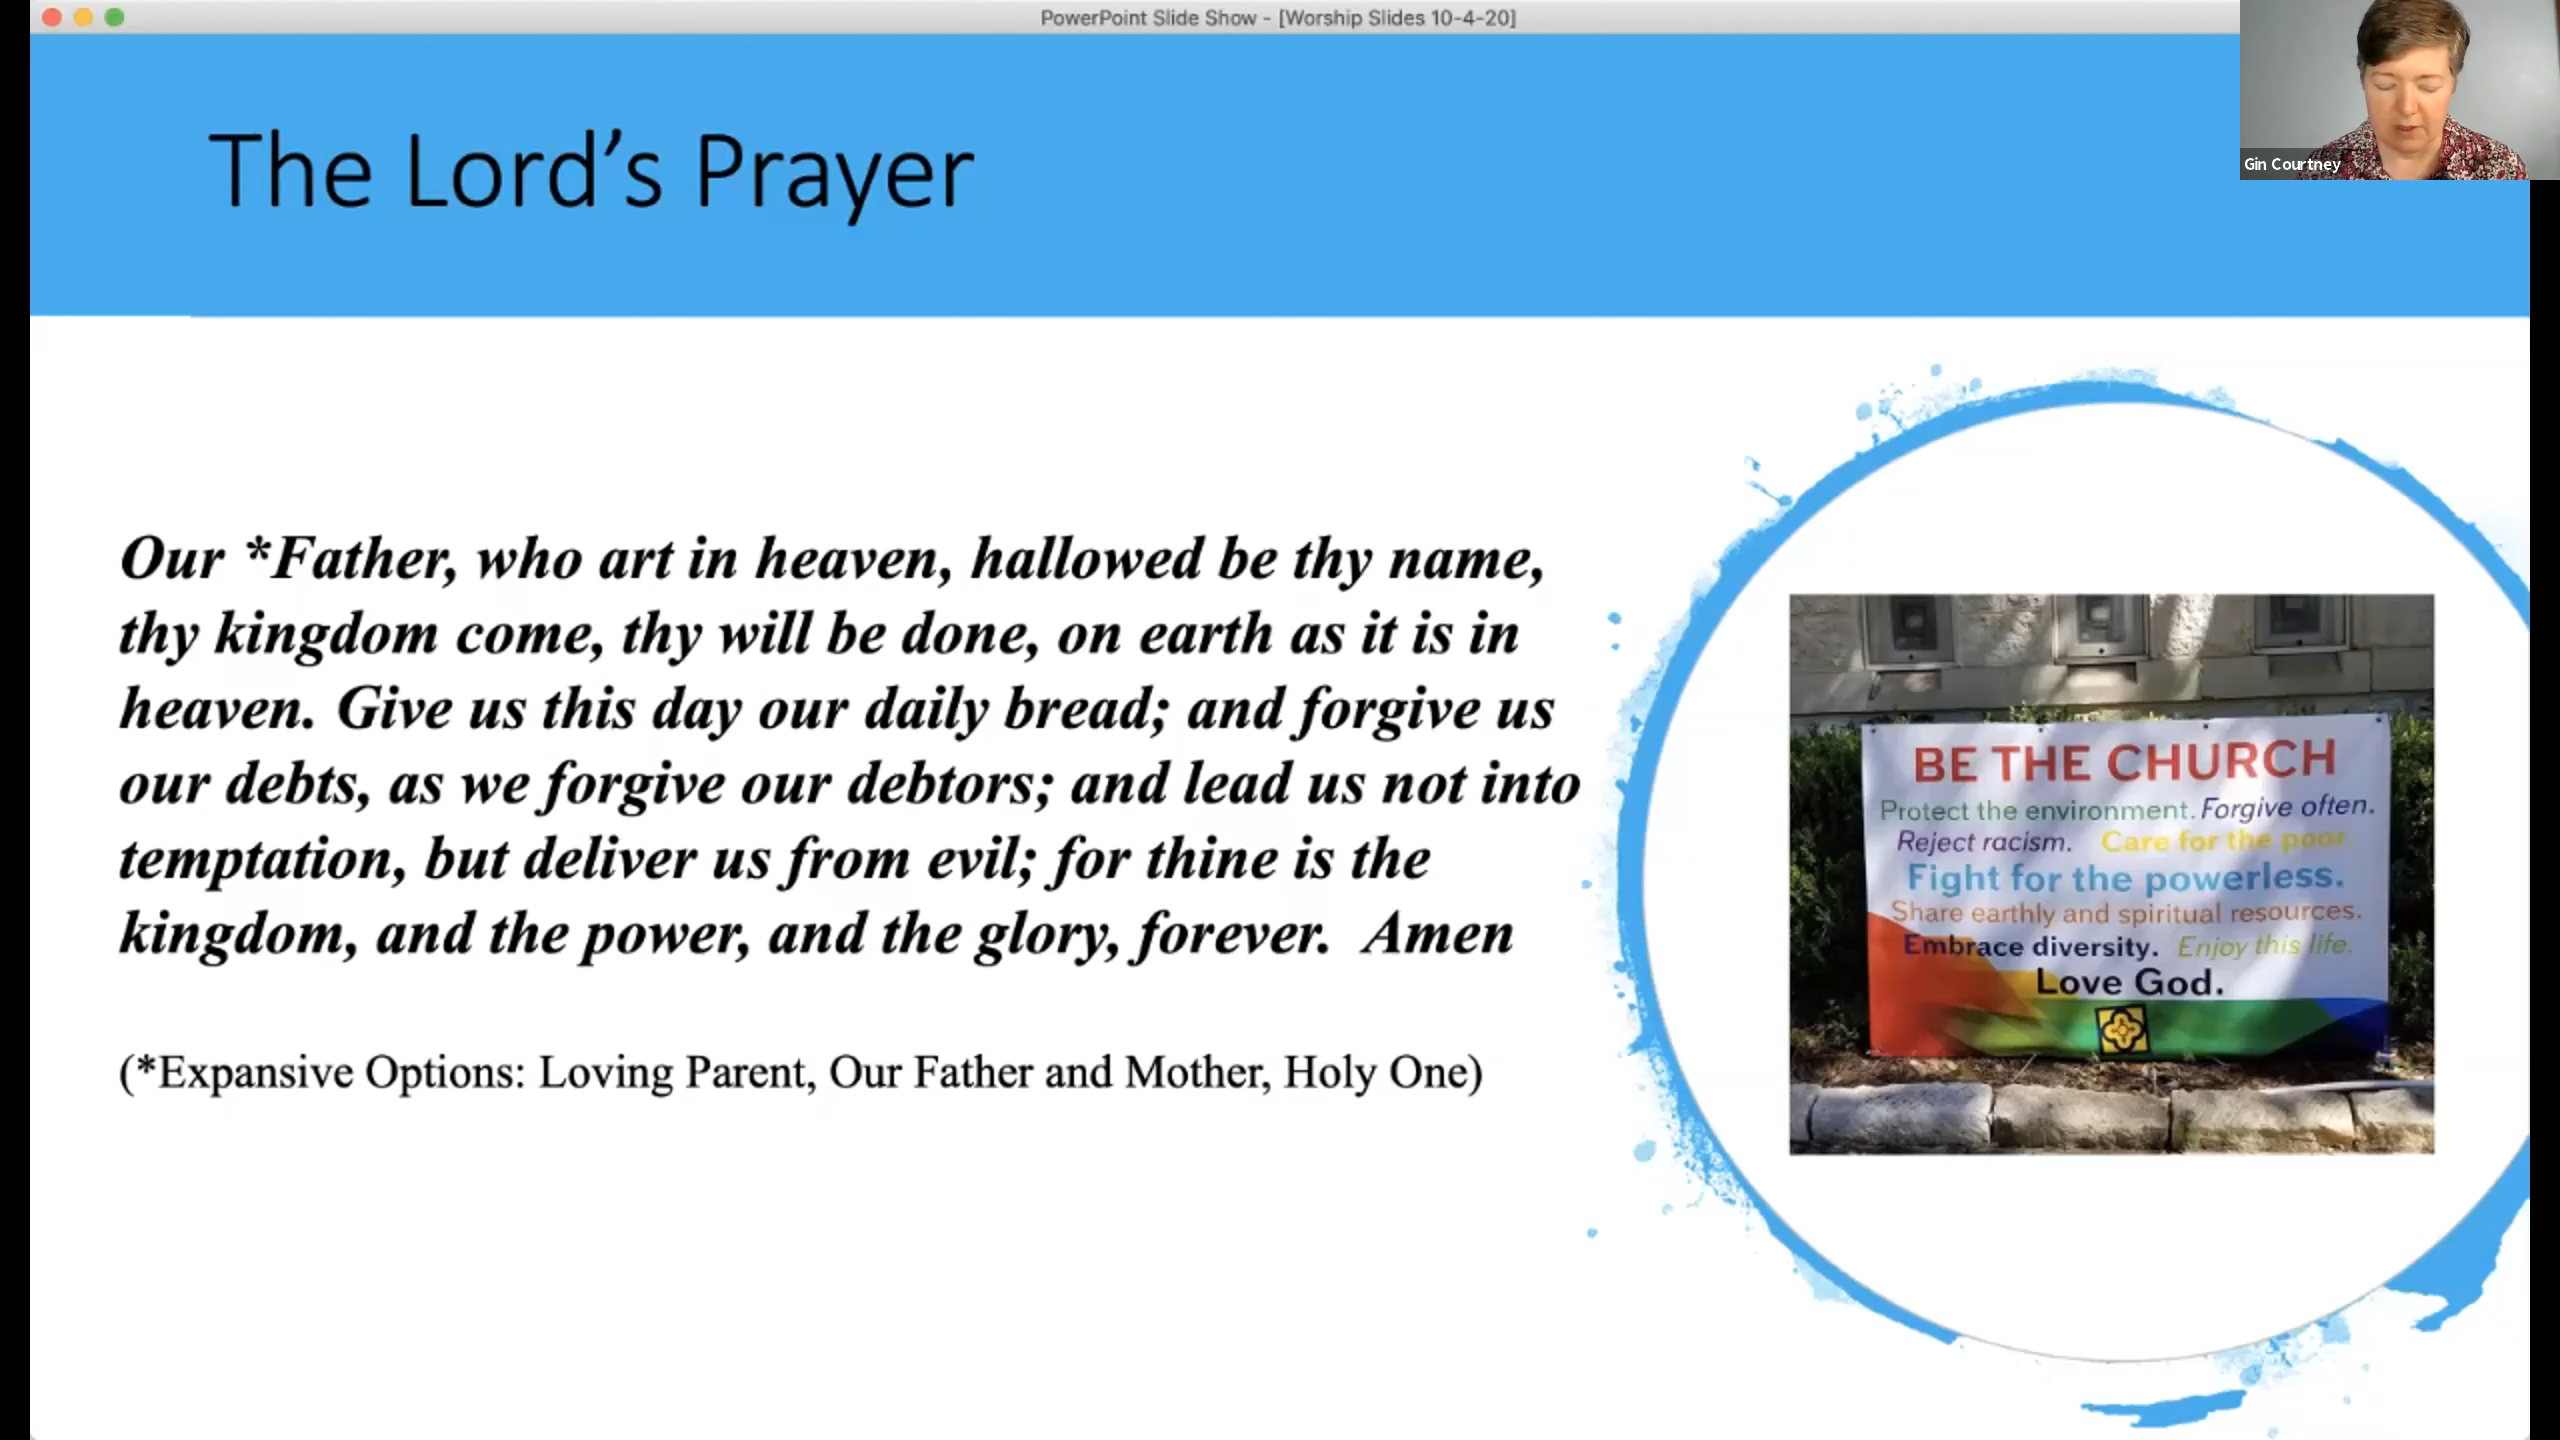 PowerPoint Slide Show - [Worship Slides 10-4-20]
Gin Courtney
The Lord’s Prayer
Our *Father, who art in heaven, hallowed be thy name,
thy kingdom come, thy will be done, on earth as it is in
heaven. Give us this day our daily bread; and forgive us
our debts, as we forgive our debtors; and lead us not into
temptation, but deliver us from evil; for thine is the
kingdom, and the power, and the glory, forever.  Amen
(*Expansive Options: Loving Parent, Our Father and Mother, Holy One)
BE THE CHURCH
Protect the environment. Forgive often.
Reject racism. Care for the poor.
Fight for the powerless.
Share earthly and spiritual resources.
Embrace diversity. Enjoy this life.
Love God.